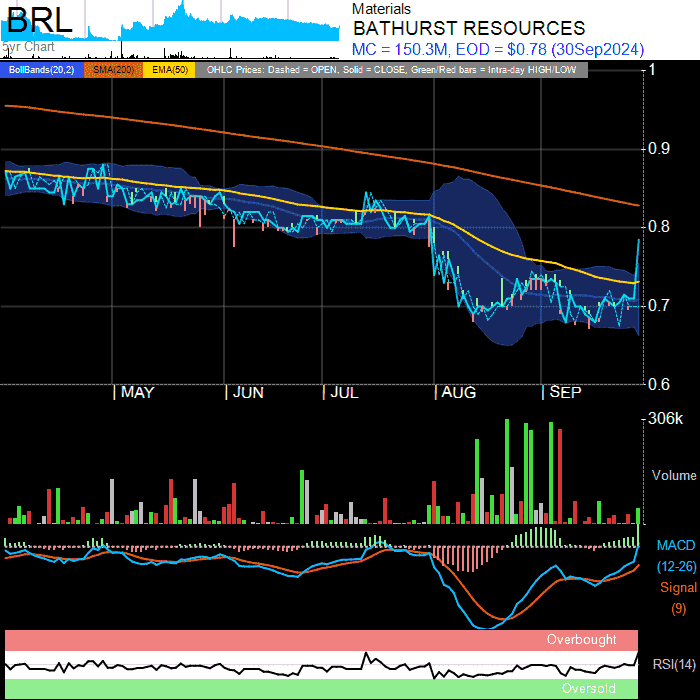 BRL
5yr Chart
Materials
BATHURST RESOURCES
MC = 150.3M, EOD = $0.78 (30Sep2024)
BollBands(20,2) SMA(200) EMA(50) OHLC Prices: Dashed = OPEN, Solid = CLOSE, Green/Red bars = Intra-day HIGH/LOW
1
0.9
0.8
0.7
0.6
MAY JUN JUL AUG SEP
306k
Volume
MACD
(12-26)
Signal
(9)
Overbought
RSI(14)
Oversold